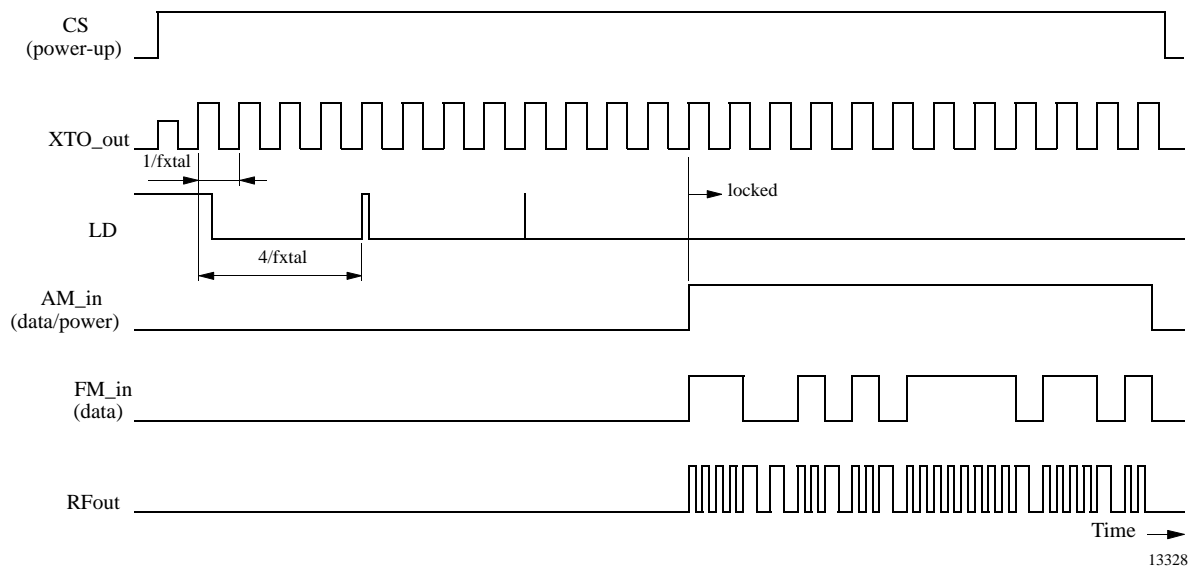 CS
(power-up)
XTO_out
1/fxtal
locked
LD
4/fxtal
AM_in
(data/power)
FM_in
(data)
RFout
Time
13328